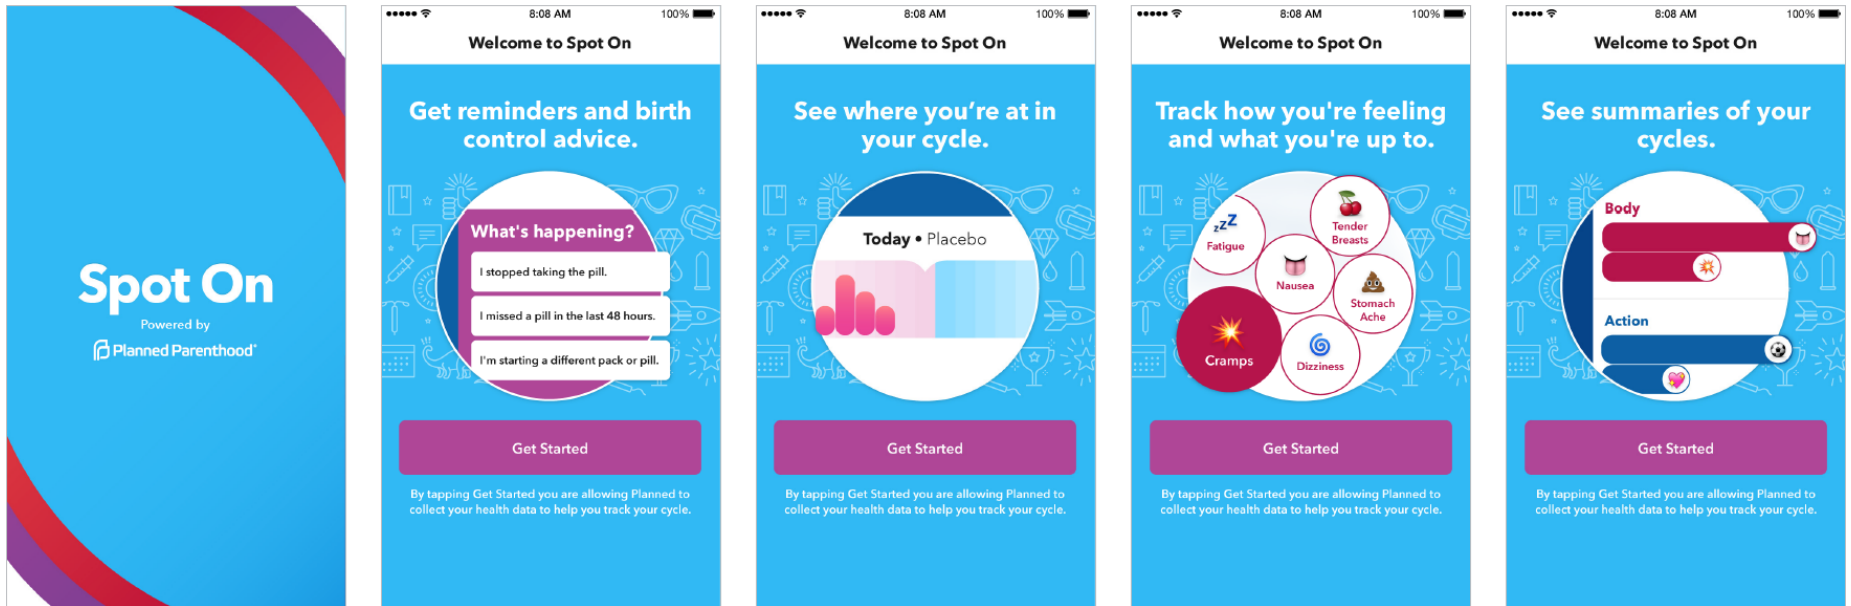 Spot On
Powered by
Planned Parenthood®
8:08 AM
100%
Welcome to Spot On
Get reminders and birth
control advice.
What's happening?
I stopped taking the pill.
I missed a pill in the last 48 hours.
I'm starting a different pack or pill.
Get Started
By tapping Get Started you are allowing Planned to
collect your health data to help you track your cycle.
8:08 AM
100%
Welcome to Spot On
See where you’re at in
your cycle.
Today • Placebo
Get Started
By tapping Get Started you are allowing Planned to
collect your health data to help you track your cycle.
8:08 AM
100%
Welcome to Spot On
Track how you're feeling
and what you're up to.
zzZ
Fatigue
Tender
Breasts
Nausea
Stomach
Ache
Cramps
Dizziness
Get Started
By tapping Get Started you are allowing Planned to
collect your health data to help you track your cycle.
8:08 AM
100%
Welcome to Spot On
See summaries of your
cycles.
Body
Action
Get Started
By tapping Get Started you are allowing Planned to
collect your health data to help you track your cycle.